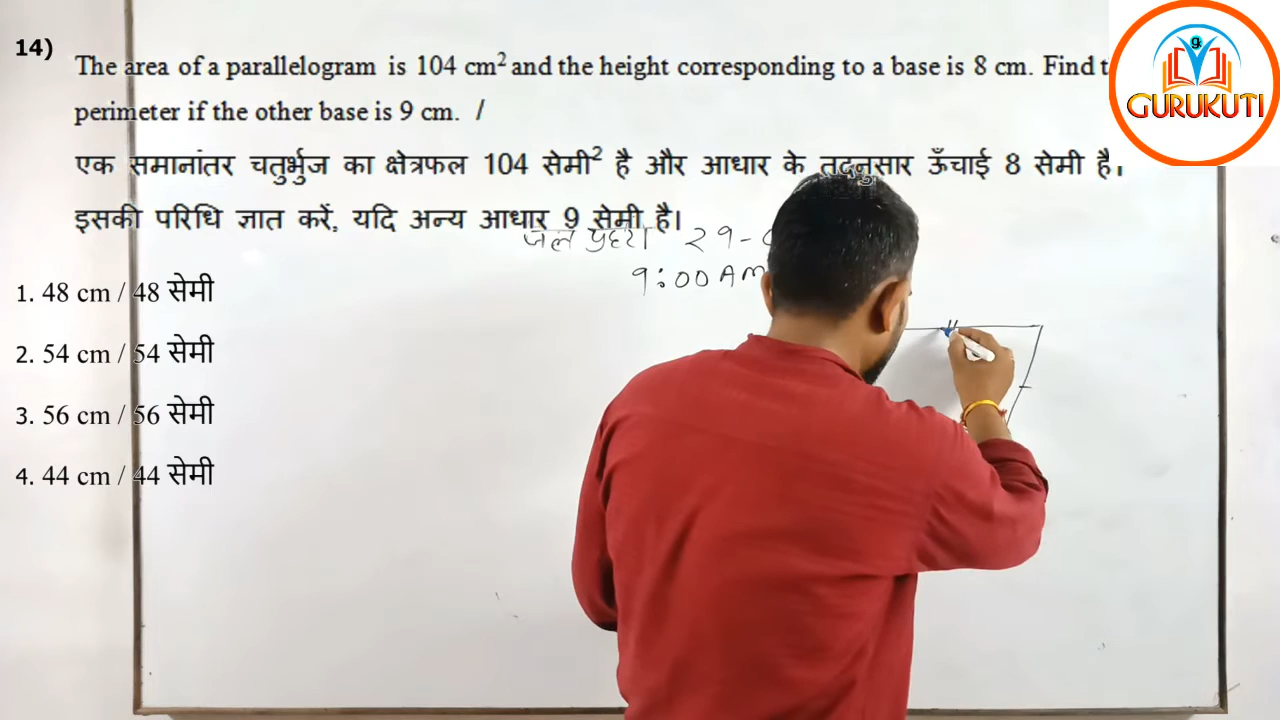 14)
The area of a parallelogram is 104 cm² and the height corresponding to a base is 8 cm. Find
perimeter if the other base is 9 cm. /
एक समानांतर चतुर्भुज का क्षेत्रफल 104 सेमी² है और आधार के तदनुसार ऊँचाई 8 सेमी है।
इसकी परिधि ज्ञात करें, यदि अन्य आधार 9 सेमी है।
29-
9:00 AM
1. 48 cm / 48 सेमी
2. 54 cm / 54 सेमी
3. 56 cm / 56 सेमी
4. 44 cm / 44 सेमी
g
GURUKUTI